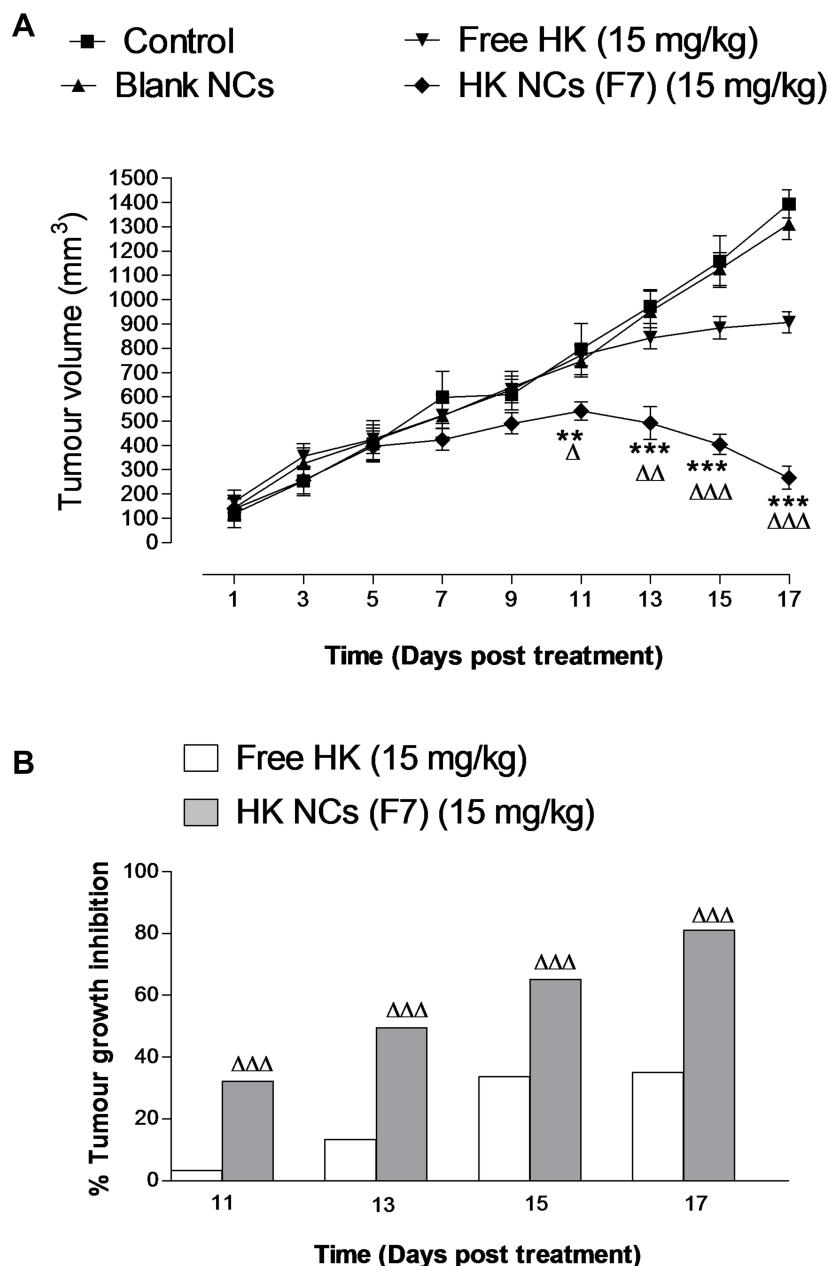 A
Control
Free HK (15 mg/kg)
Blank NCs
HK NCs (F7) (15 mg/kg)
Tumour volume (mm³)
1500
1400
1300
1200
1100
1000
900
800
700
600
500
400
300
200
100
0
**
Δ
***
ΔΔ
***
ΔΔΔ
***
ΔΔΔ
1 3 5 7 9 11 13 15 17
Time (Days post treatment)
B
Free HK (15 mg/kg)
HK NCs (F7) (15 mg/kg)
% Tumour growth inhibition
100
80
60
40
20
0
ΔΔΔ
ΔΔΔ
ΔΔΔ
ΔΔΔ
11 13 15 17
Time (Days post treatment)